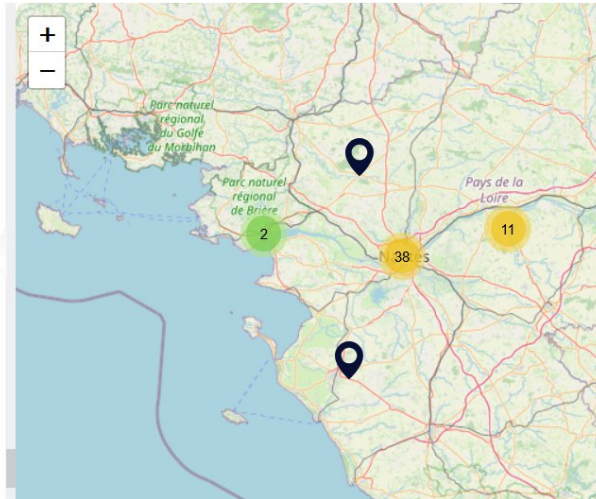 +
−
Parc naturel
régional
du Golfe
du Morbihan
Parc naturel
régional
de Brière
Pays de la
Loire
2
11
38